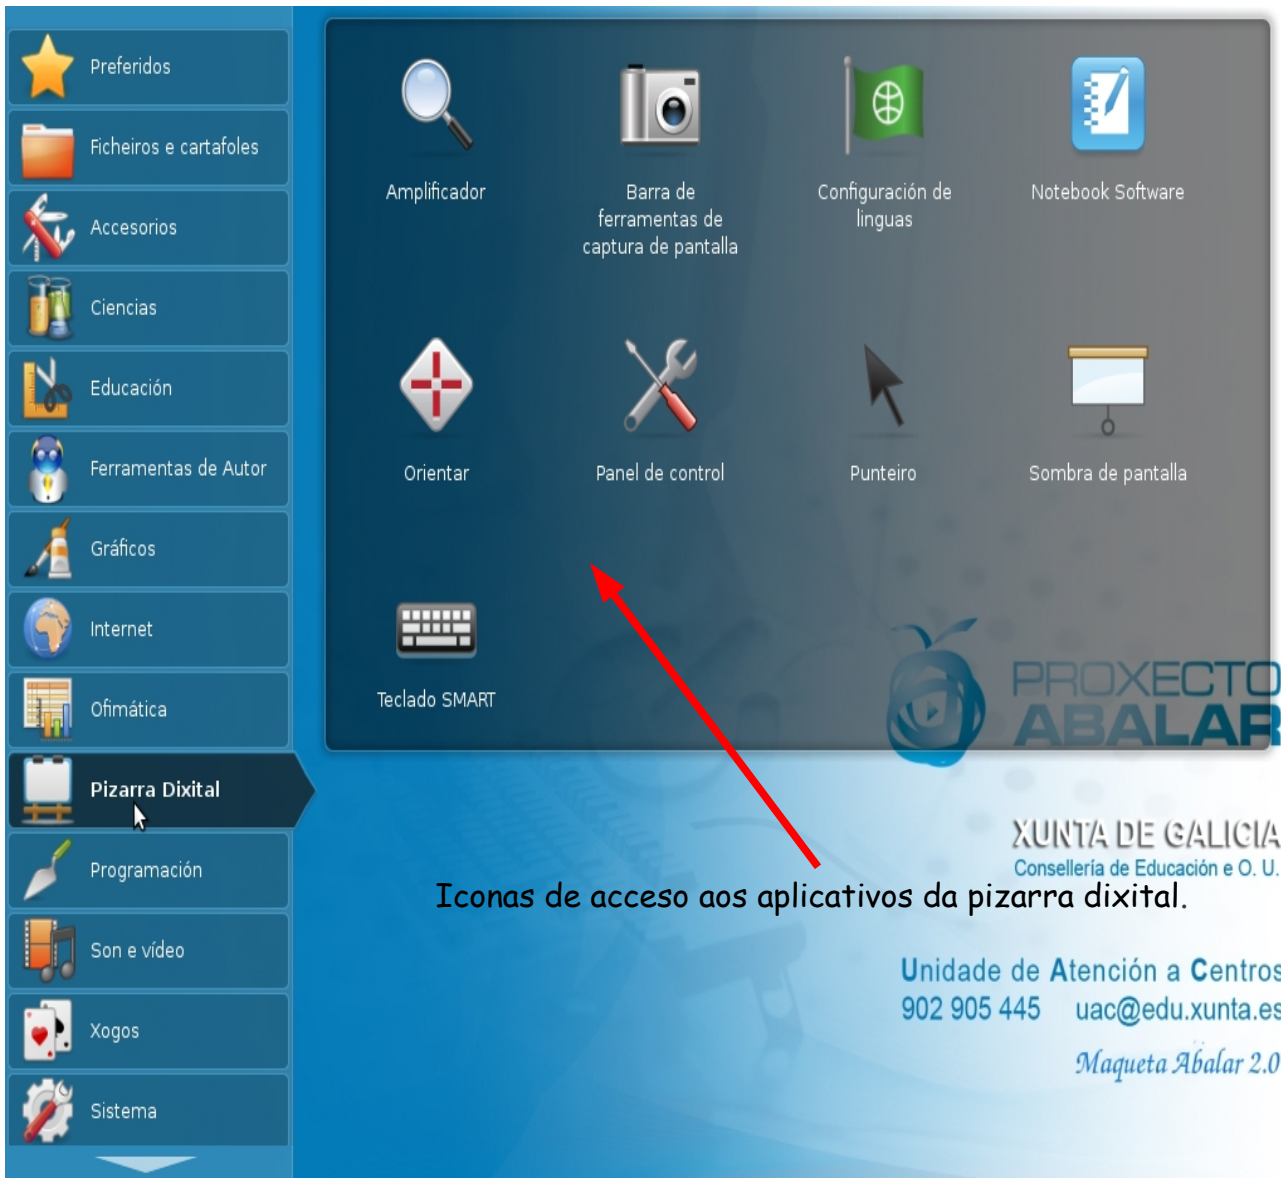 Preferidos
Ficheiros e cartafoles
Accesorios
Ciencias
Educación
Ferramentas de Autor
Gráficos
Internet
Ofimática
Pizarra Dixital
Programación
Son e vídeo
Xogos
Sistema
Amplificador
Barra de
ferramentas de
captura de pantalla
Configuración de
linguas
Notebook Software
Orientar
Panel de control
Punteiro
Sombra de pantalla
Teclado SMART
PROXECTO
ABALAR
XUNTA DE GALICIA
Consellería de Educación e O. U.
Iconas de acceso aos aplicativos da pizarra dixital.
Unidade de Atención a Centros
902 905 445 uac@edu.xunta.es
Maqueta Abalar 2.0